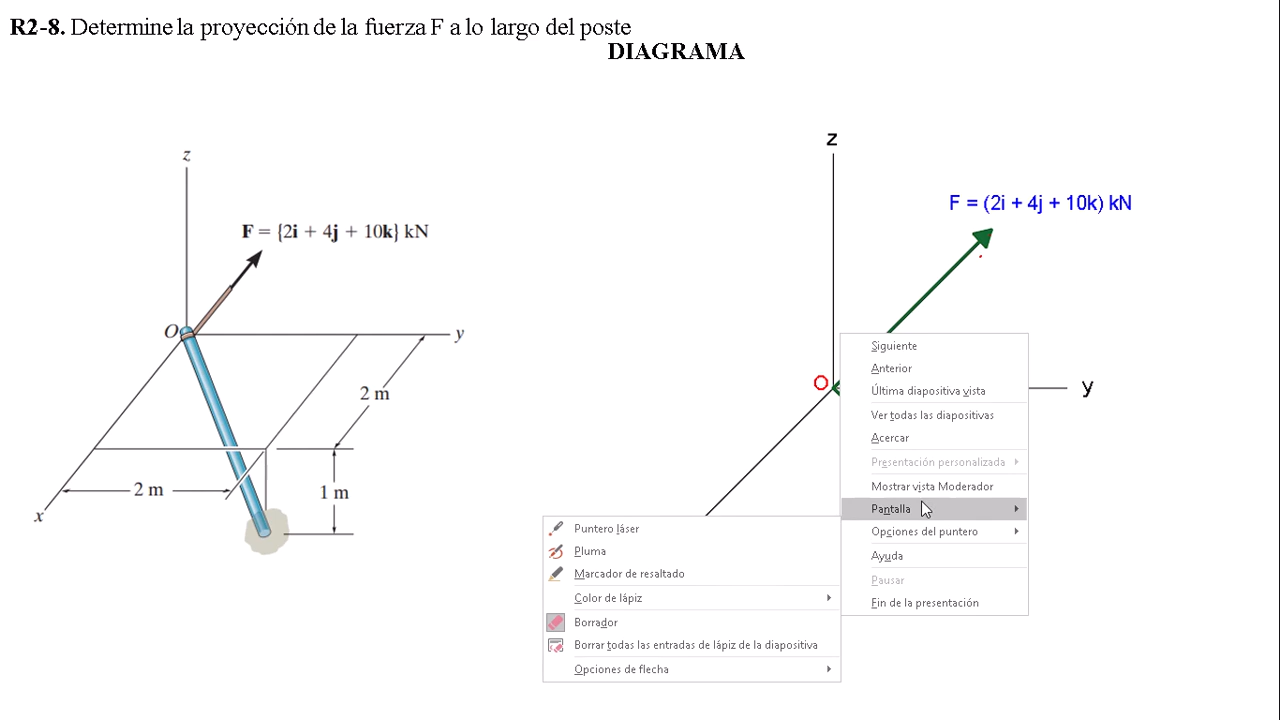 R2-8. Determine la proyección de la fuerza F a lo largo del poste
DIAGRAMA
z
F = {2i + 4j + 10k} kN
O
y
2 m
2 m
1 m
x
z
F = (2i + 4j + 10k) kN
O
y
Siguiente
Anterior
Última diapositiva vista
Ver todas las diapositivas
Acercar
Presentación personalizada
Mostrar vista Moderador
Pantalla
Opciones del puntero
Ayuda
Pausar
Fin de la presentación
Puntero láser
Pluma
Marcador de resaltado
Color de lápiz
Borrador
Borrar todas las entradas de lápiz de la diapositiva
Opciones de flecha